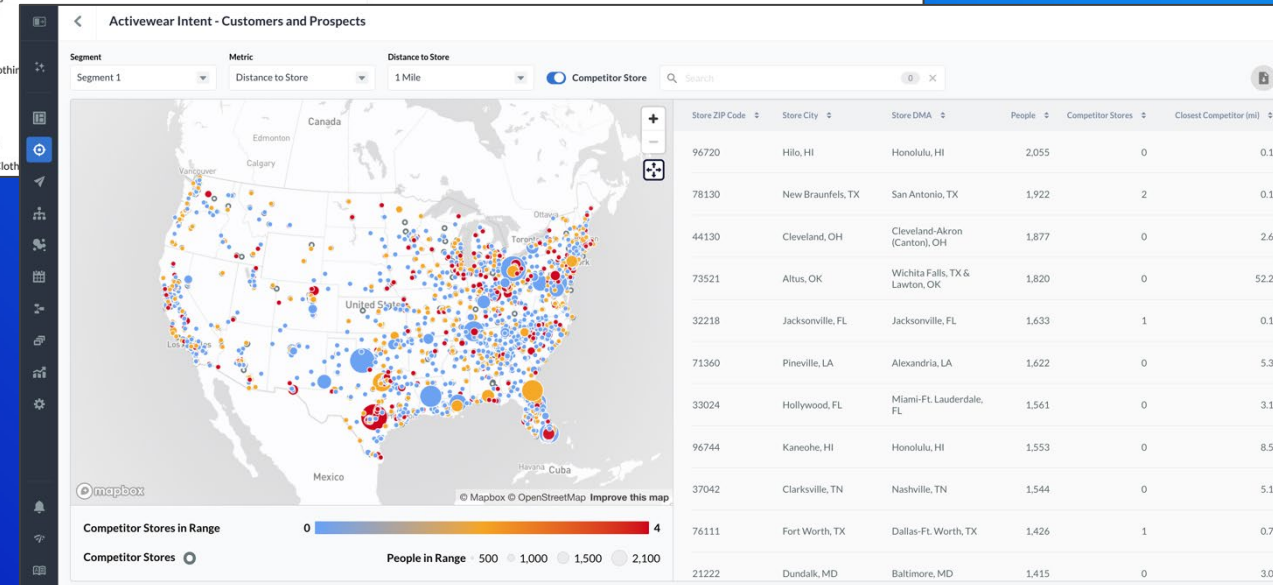 Activewear Intent - Customers and Prospects
Segment
Metric
Distance to Store
Segment 1
Distance to Store
1 Mile
Competitor Store
Search
0
Canada
Edmonton
Calgary
Vancouver
Ottawa
United States
Mexico
Havana
Cuba
mapbox
© Mapbox © OpenStreetMap Improve this map
Competitor Stores in Range
0
4
Competitor Stores
People in Range
500
1,000
1,500
2,100
Store ZIP Code Store City Store DMA People Competitor Stores Closest Competitor (mi)
96720 Hilo, HI Honolulu, HI 2,055 0 0.1
78130 New Braunfels, TX San Antonio, TX 1,922 2 0.1
44130 Cleveland, OH Cleveland-Akron (Canton), OH 1,877 0 2.6
73521 Altus, OK Wichita Falls, TX & Lawton, OK 1,820 0 52.2
32218 Jacksonville, FL Jacksonville, FL 1,633 1 0.1
71360 Pineville, LA Alexandria, LA 1,622 0 5.3
33024 Hollywood, FL Miami-Ft. Lauderdale, FL 1,561 0 3.1
96744 Kaneohe, HI Honolulu, HI 1,553 0 8.5
37042 Clarksville, TN Nashville, TN 1,544 0 5.1
76111 Fort Worth, TX Dallas-Ft. Worth, TX 1,426 1 0.7
21222 Dundalk, MD Baltimore, MD 1,415 0 3.0